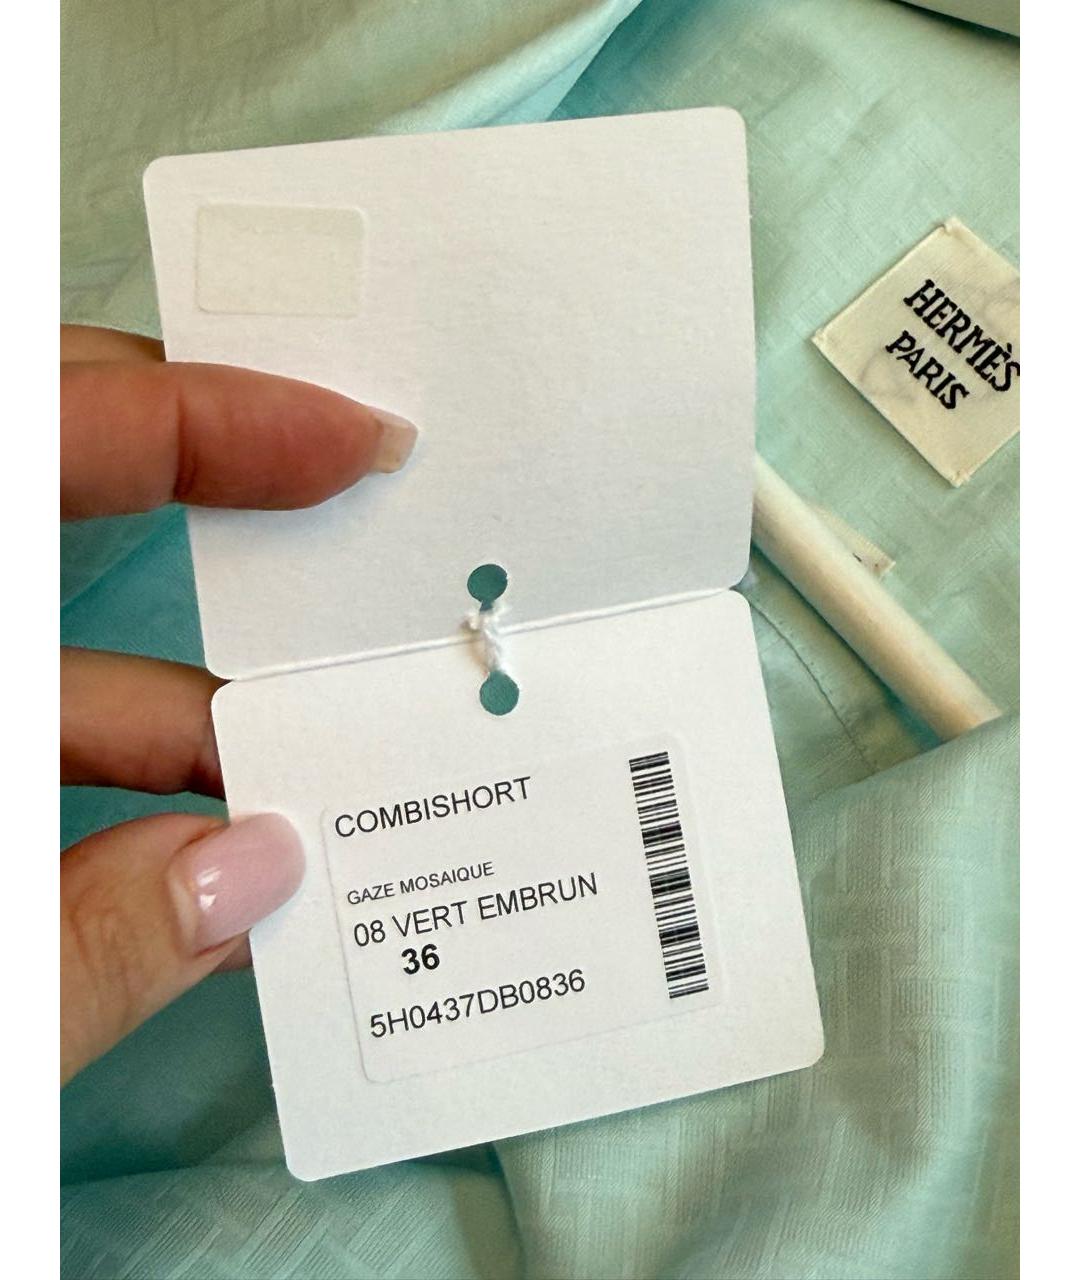 HERMÈS
PARIS
COMBISHORT
GAZE MOSAIQUE
08 VERT EMBRUN
36
5H0437DB0836